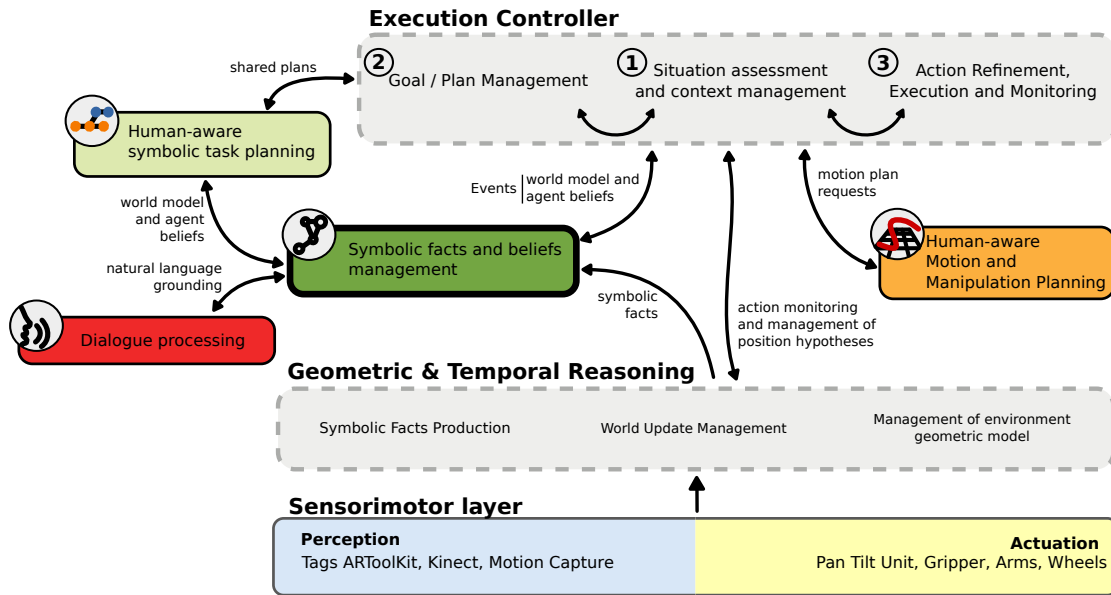 Execution Controller
2
Goal / Plan Management
1
Situation assessment
and context management
3
Action Refinement,
Execution and Monitoring
shared plans
Human-aware
symbolic task planning
world model
and agent
beliefs
Events
world model and
agent beliefs
motion plan
requests
Symbolic facts and beliefs
management
Human-aware
Motion and
Manipulation Planning
natural language
grounding
symbolic
facts
action monitoring
and management of
position hypotheses
Dialogue processing
Geometric & Temporal Reasoning
Symbolic Facts Production
World Update Management
Management of environment
geometric model
Sensorimotor layer
Perception
Tags ARToolKit, Kinect, Motion Capture
Actuation
Pan Tilt Unit, Gripper, Arms, Wheels